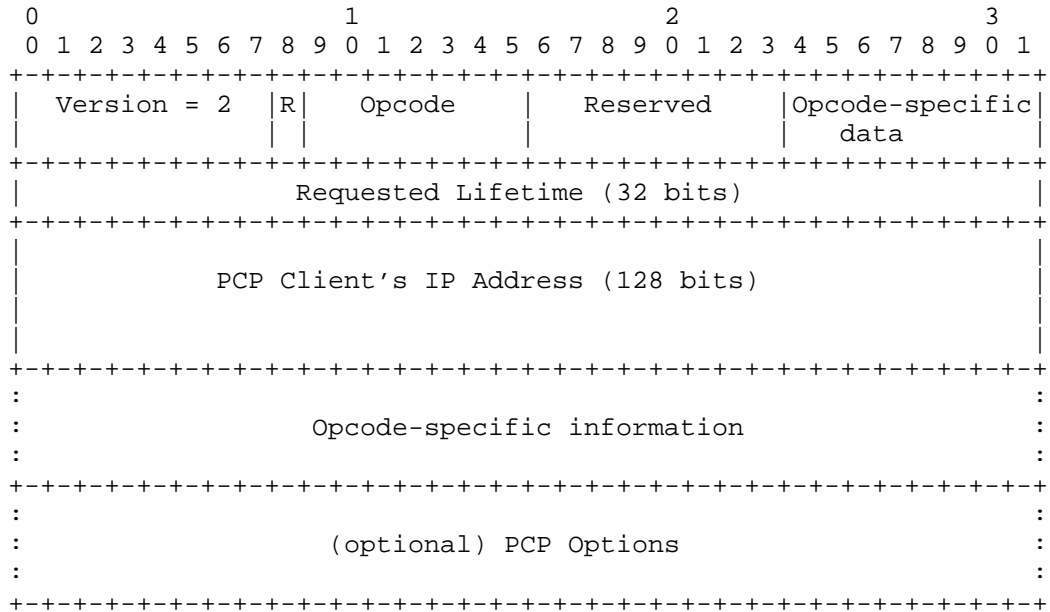 0                   1                   2                   3
 0 1 2 3 4 5 6 7 8 9 0 1 2 3 4 5 6 7 8 9 0 1 2 3 4 5 6 7 8 9 0 1
+-+-+-+-+-+-+-+-+-+-+-+-+-+-+-+-+-+-+-+-+-+-+-+-+-+-+-+-+-+-+-+-+
|  Version = 2  |R|   Opcode    |   Reserved    |Opcode-specific|
|               | |             |               |   data        |
+-+-+-+-+-+-+-+-+-+-+-+-+-+-+-+-+-+-+-+-+-+-+-+-+-+-+-+-+-+-+-+-+
|                 Requested Lifetime (32 bits)                  |
+-+-+-+-+-+-+-+-+-+-+-+-+-+-+-+-+-+-+-+-+-+-+-+-+-+-+-+-+-+-+-+-+
|                                                               |
|            PCP Client’s IP Address (128 bits)                 |
|                                                               |
|                                                               |
+-+-+-+-+-+-+-+-+-+-+-+-+-+-+-+-+-+-+-+-+-+-+-+-+-+-+-+-+-+-+-+-+
:                                                               :
:                  Opcode-specific information                  :
:                                                               :
+-+-+-+-+-+-+-+-+-+-+-+-+-+-+-+-+-+-+-+-+-+-+-+-+-+-+-+-+-+-+-+-+
:                                                               :
:                   (optional) PCP Options                      :
:                                                               :
+-+-+-+-+-+-+-+-+-+-+-+-+-+-+-+-+-+-+-+-+-+-+-+-+-+-+-+-+-+-+-+-+